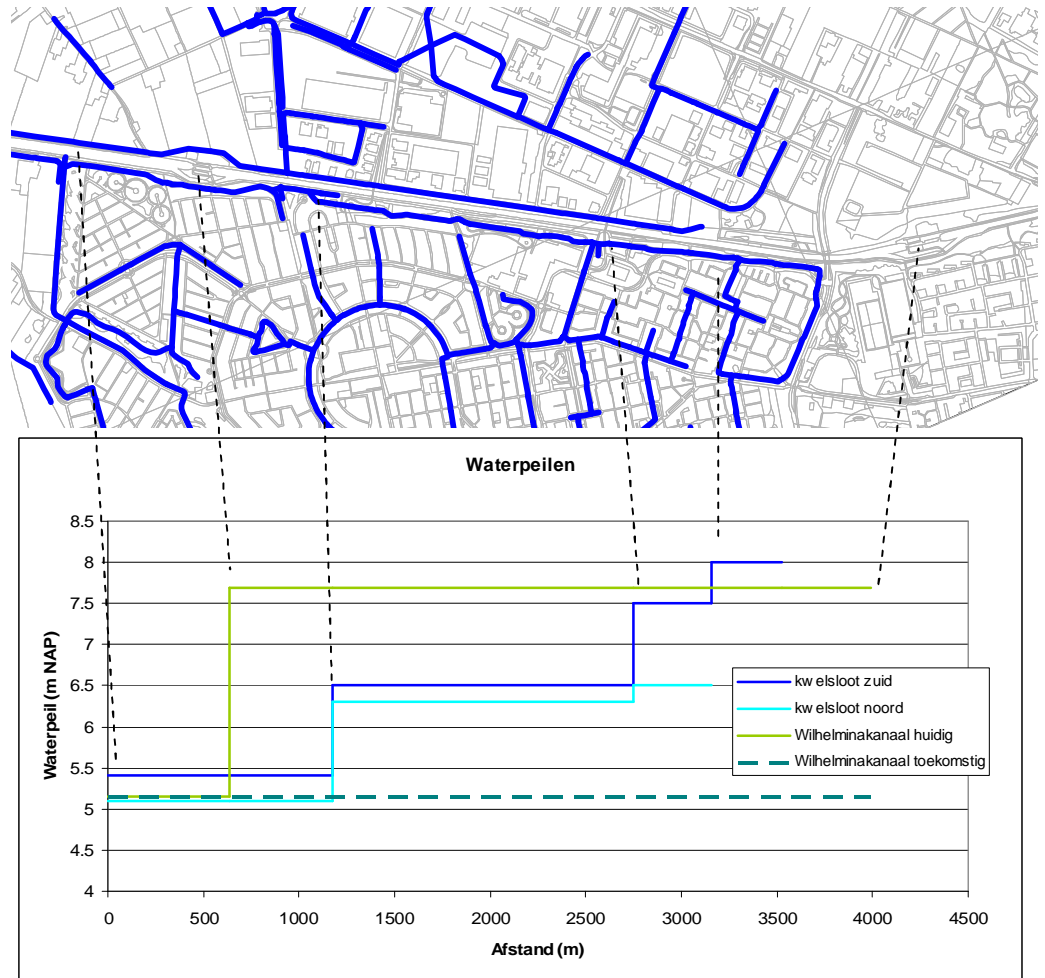 Waterpeilen
Waterpeil (m NAP)
8.5
8
7.5
7
6.5
6
5.5
5
4.5
4
0 500 1000 1500 2000 2500 3000 3500 4000 4500
Afstand (m)
kw elsloot zuid
kw elsloot noord
Wilhelminakanaal huidig
Wilhelminakanaal toekomstig